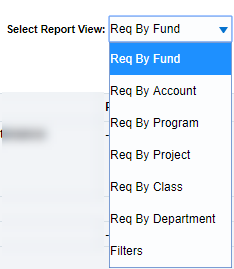 Select Report View: Req By Fund
Req By Fund
Req By Account
Req By Program
Req By Project
Req By Class
Req By Department
Filters